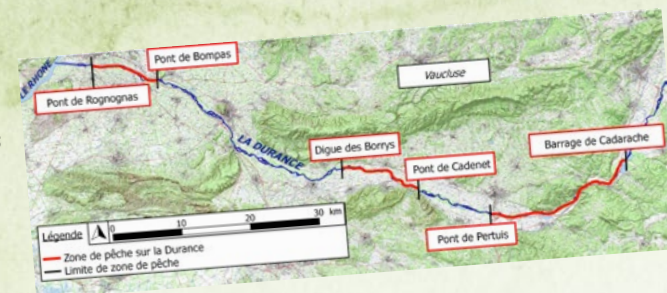 LE RHONE
Pont de Bompas
Pont de Rognognas
Vaucluse
LA DURANCE
Digue des Borrys
Pont de Cadenet
Barrage de Cadarache
Pont de Pertuis
Légende
0 10 20 30 km
Zone de pêche sur la Durance
Limite de zone de pêche